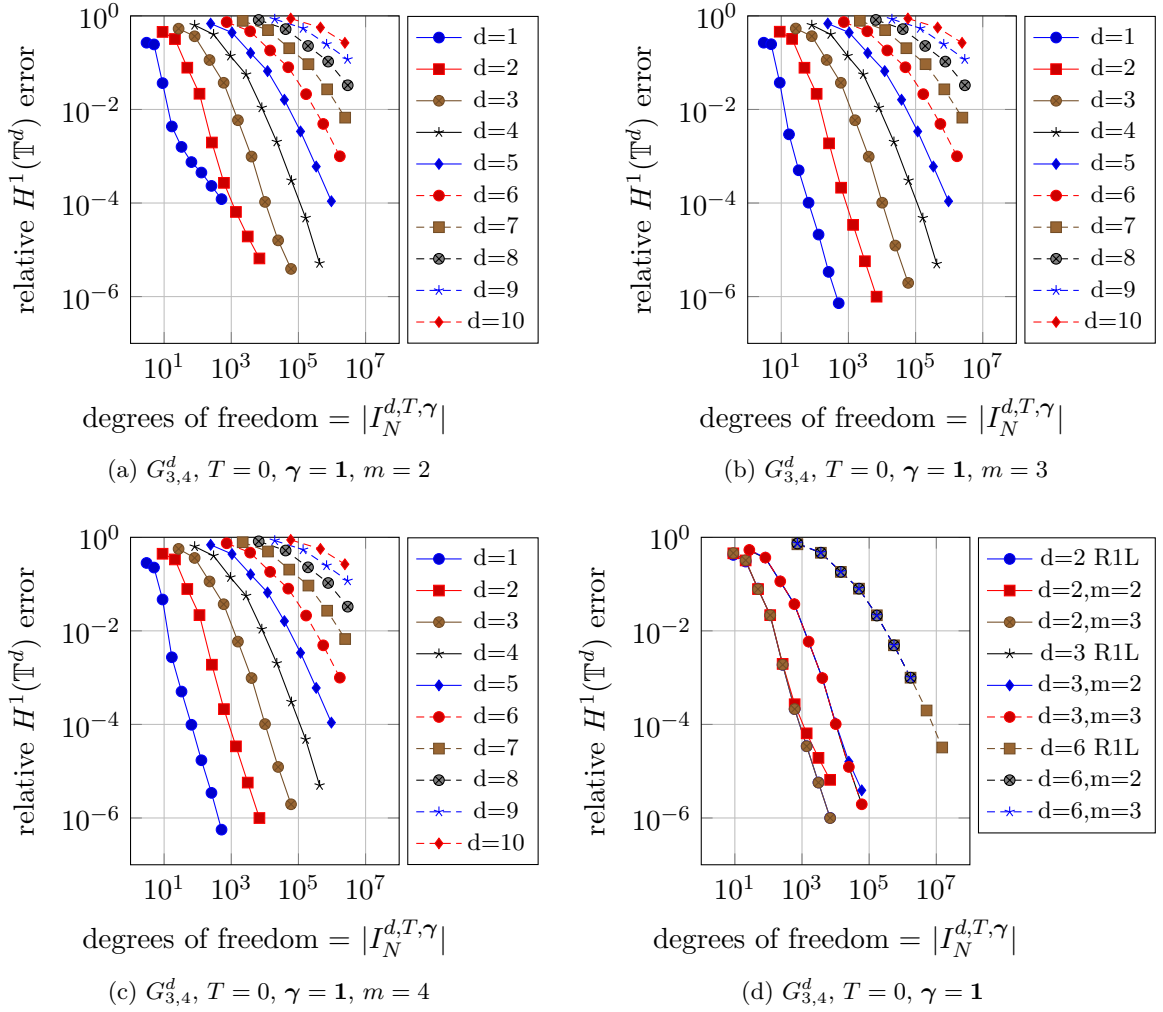 10^0
10^{-2}
10^{-4}
10^{-6}
relative H^1(𝕋^d) error
10^1 10^3 10^5 10^7
degrees of freedom = |I_N^{d,T,γ}|
d=1
d=2
d=3
d=4
d=5
d=6
d=7
d=8
d=9
d=10
(a) G^d_{3,4}, T = 0, γ = 1, m = 2
10^0
10^{-2}
10^{-4}
10^{-6}
relative H^1(𝕋^d) error
10^1 10^3 10^5 10^7
degrees of freedom = |I_N^{d,T,γ}|
d=1
d=2
d=3
d=4
d=5
d=6
d=7
d=8
d=9
d=10
(b) G^d_{3,4}, T = 0, γ = 1, m = 3
10^0
10^{-2}
10^{-4}
10^{-6}
relative H^1(𝕋^d) error
10^1 10^3 10^5 10^7
degrees of freedom = |I_N^{d,T,γ}|
d=1
d=2
d=3
d=4
d=5
d=6
d=7
d=8
d=9
d=10
(c) G^d_{3,4}, T = 0, γ = 1, m = 4
10^0
10^{-2}
10^{-4}
10^{-6}
relative H^1(𝕋^d) error
10^1 10^3 10^5 10^7
degrees of freedom = |I_N^{d,T,γ}|
d=2 R1L
d=2,m=2
d=2,m=3
d=3 R1L
d=3,m=2
d=3,m=3
d=6 R1L
d=6,m=2
d=6,m=3
(d) G^d_{3,4}, T = 0, γ = 1